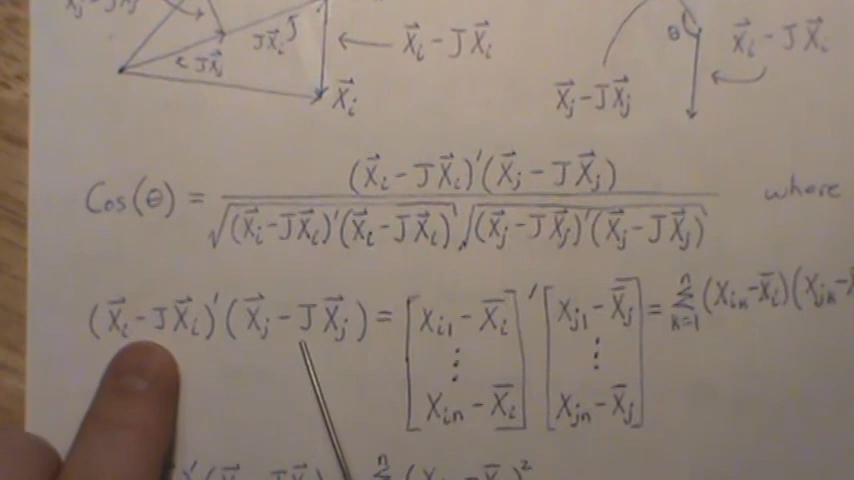 JX⃗ᵢ
X⃗ᵢ - JX⃗ᵢ
JX⃗ⱼ
X⃗ᵢ
θ
X⃗ᵢ - JX⃗ᵢ
X⃗ⱼ - JX⃗ⱼ
Cos(θ) = (X⃗ᵢ - JX⃗ᵢ)'(X⃗ⱼ - JX⃗ⱼ) / √(X⃗ᵢ - JX⃗ᵢ)'(X⃗ᵢ - JX⃗ᵢ) √(X⃗ⱼ - JX⃗ⱼ)'(X⃗ⱼ - JX⃗ⱼ) where
(X⃗ᵢ - JX⃗ᵢ)'(X⃗ⱼ - JX⃗ⱼ) = [Xᵢ₁ - X̄ᵢ ⋮ Xᵢₙ - X̄ᵢ]' [Xⱼ₁ - X̄ⱼ ⋮ Xⱼₙ - X̄ⱼ] = Σₖ₌₁ⁿ (Xᵢₖ - X̄ᵢ)(Xⱼₖ -